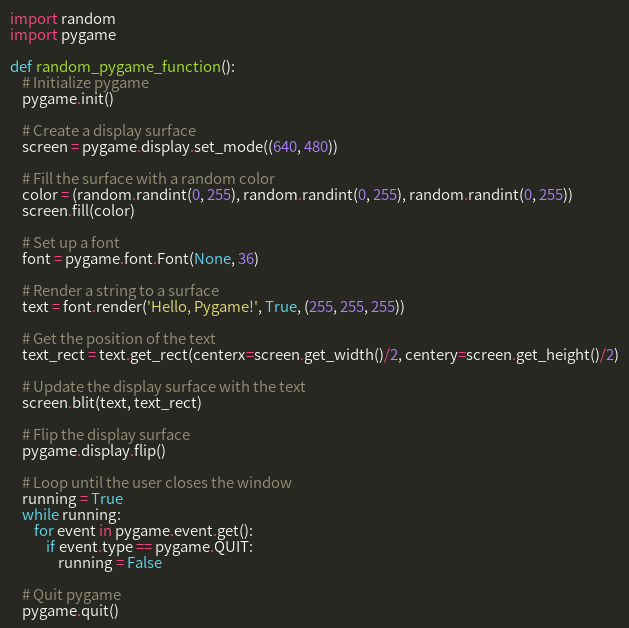 import random
import pygame

def random_pygame_function():
    # Initialize pygame
    pygame.init()

    # Create a display surface
    screen = pygame.display.set_mode((640, 480))

    # Fill the surface with a random color
    color = (random.randint(0, 255), random.randint(0, 255), random.randint(0, 255))
    screen.fill(color)

    # Set up a font
    font = pygame.font.Font(None, 36)

    # Render a string to a surface
    text = font.render('Hello, Pygame!', True, (255, 255, 255))

    # Get the position of the text
    text_rect = text.get_rect(centerx=screen.get_width()/2, centery=screen.get_height()/2)

    # Update the display surface with the text
    screen.blit(text, text_rect)

    # Flip the display surface
    pygame.display.flip()

    # Loop until the user closes the window
    running = True
    while running:
        for event in pygame.event.get():
            if event.type == pygame.QUIT:
                running = False

    # Quit pygame
    pygame.quit()